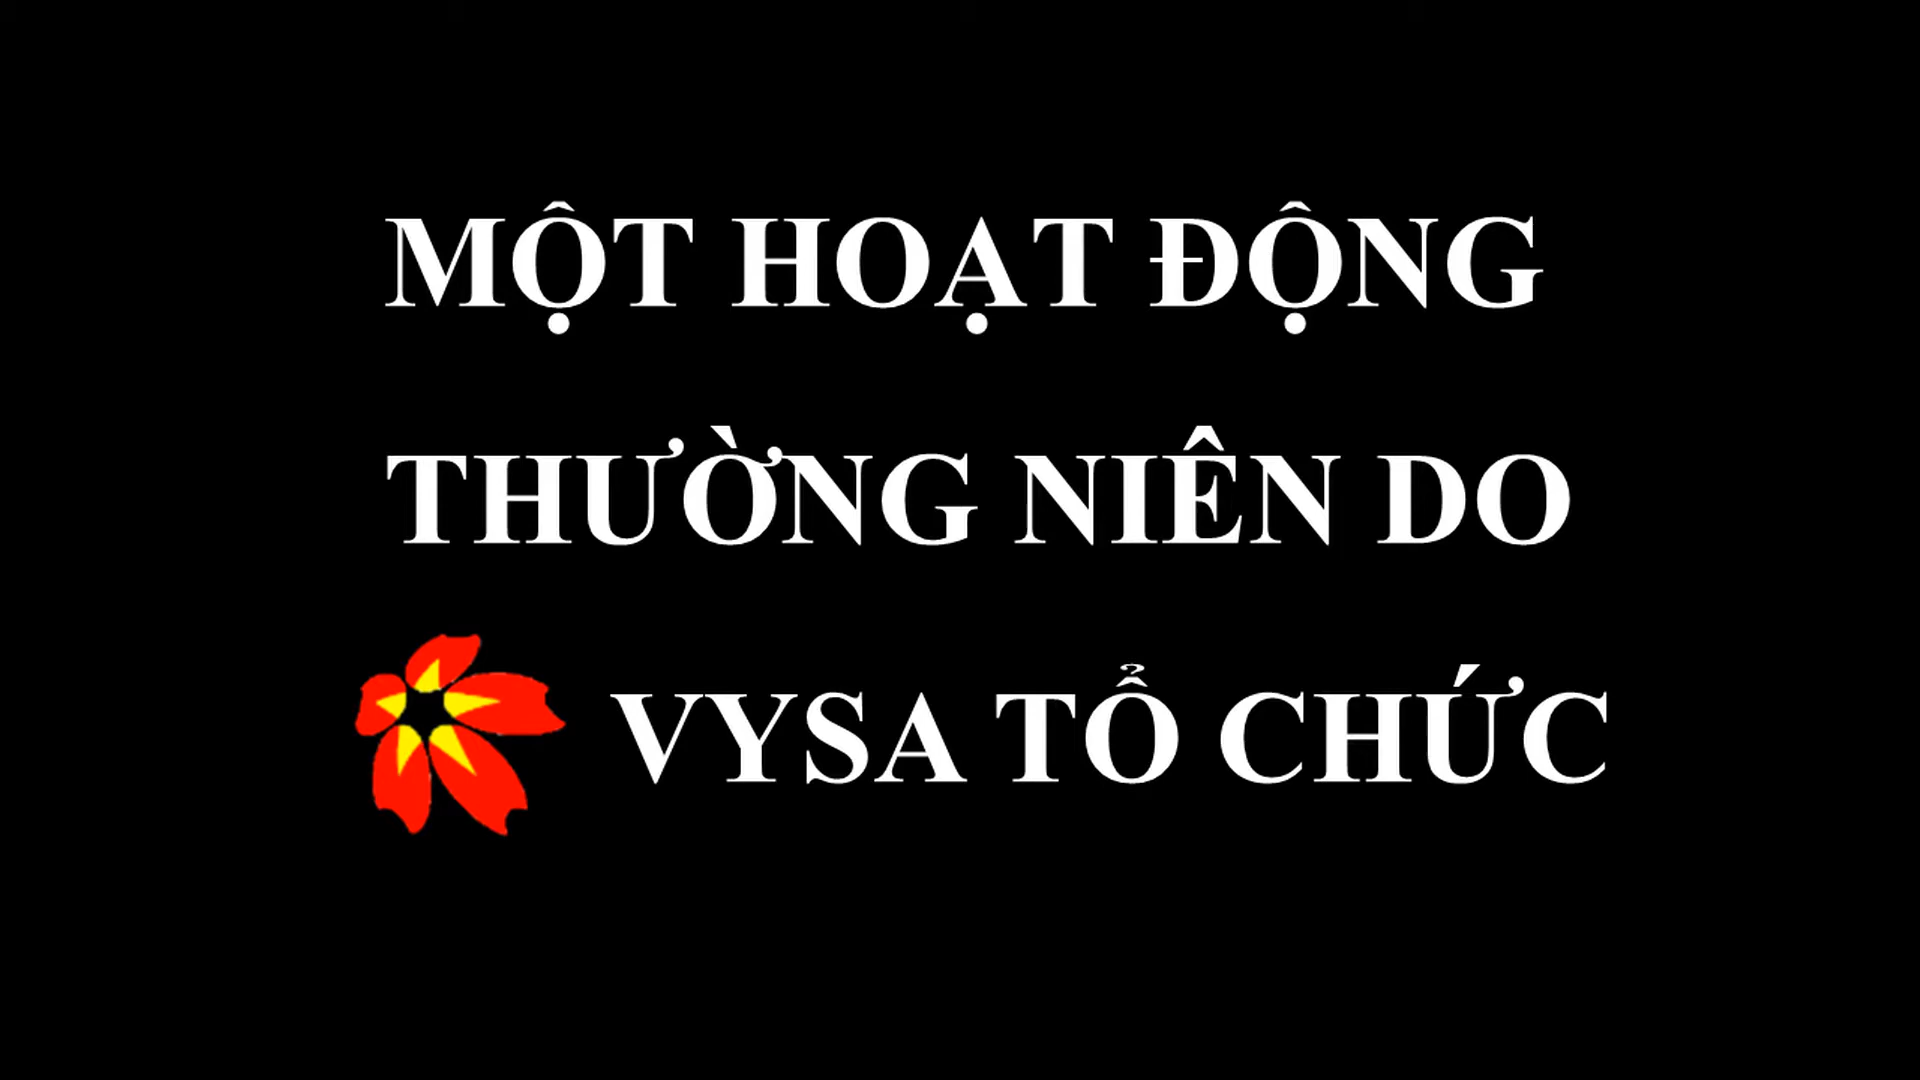 MỘT HOẠT ĐỘNG
THƯỜNG NIÊN DO
VYSA TỔ CHỨC